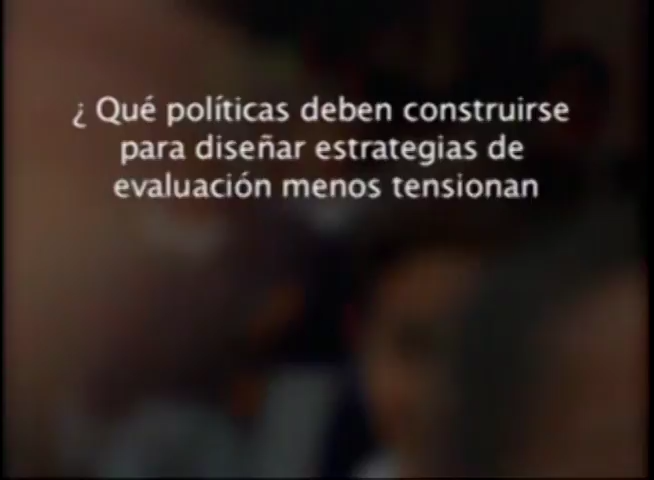 ¿ Qué políticas deben construirse
para diseñar estrategias de
evaluación menos tensionan